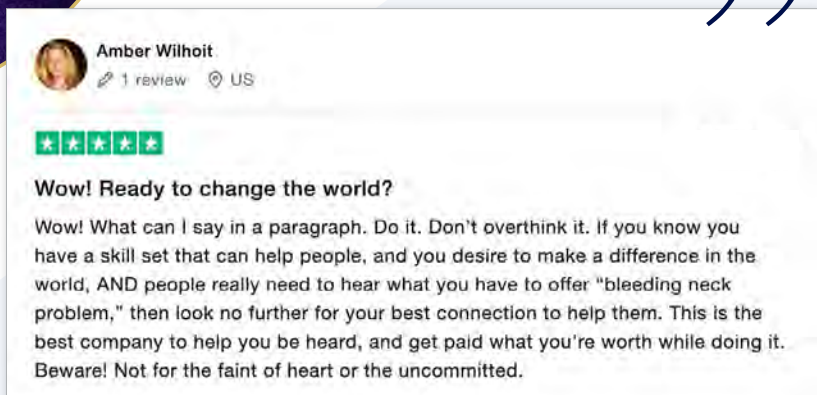 Amber Wilhoit
1 review US
Wow! Ready to change the world?
Wow! What can I say in a paragraph. Do it. Don't overthink it. If you know you
have a skill set that can help people, and you desire to make a difference in the
world, AND people really need to hear what you have to offer "bleeding neck
problem," then look no further for your best connection to help them. This is the
best company to help you be heard, and get paid what you're worth while doing it.
Beware! Not for the faint of heart or the uncommitted.